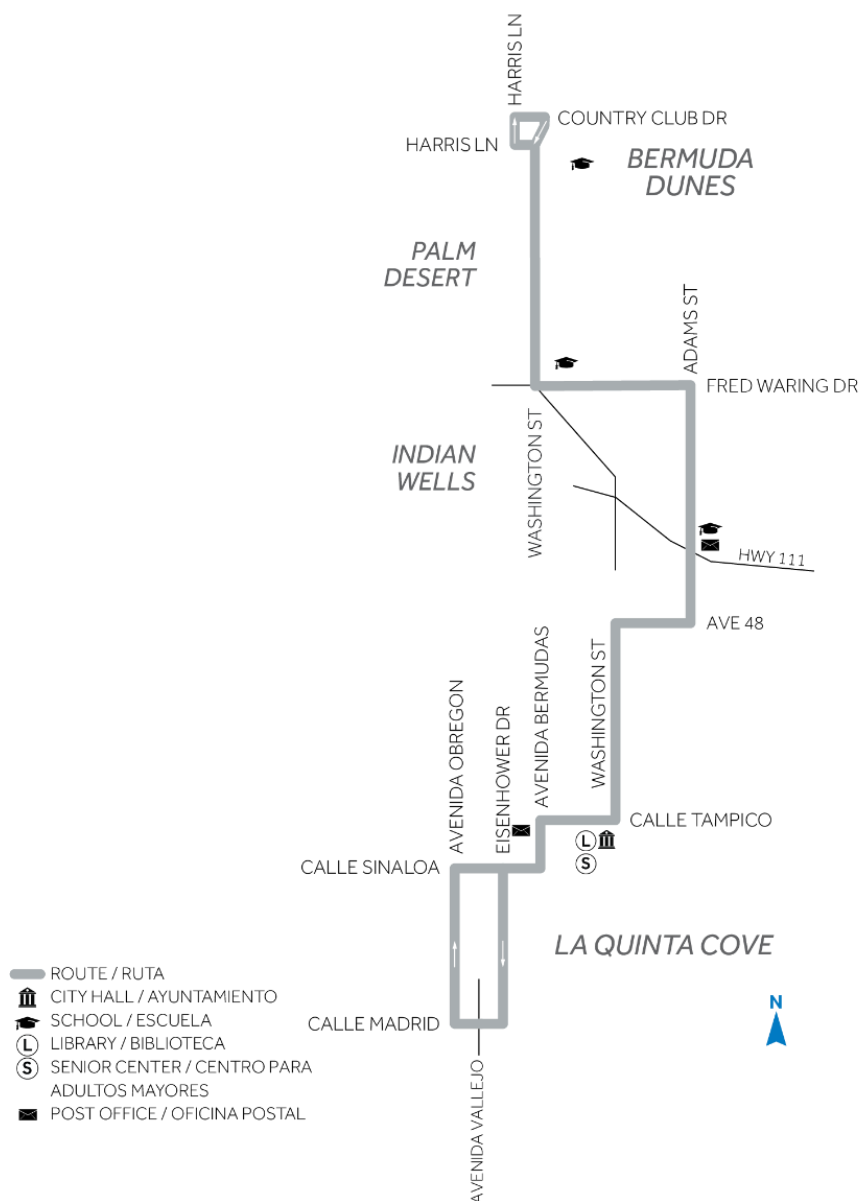 HARRIS LN
COUNTRY CLUB DR
HARRIS LN
BERMUDA
DUNES
PALM
DESERT
ADAMS ST
FRED WARING DR
WASHINGTON ST
INDIAN
WELLS
HWY 111
AVE 48
AVENIDA OBREGON
EISENHOWER DR
AVENIDA BERMUDAS
WASHINGTON ST
CALLE TAMPICO
L
S
CALLE SINALOA
LA QUINTA COVE
CALLE MADRID
AVENIDA VALLEJO
N
ROUTE / RUTA
CITY HALL / AYUNTAMIENTO
SCHOOL / ESCUELA
L LIBRARY / BIBLIOTECA
S SENIOR CENTER / CENTRO PARA
ADULTOS MAYORES
POST OFFICE / OFICINA POSTAL